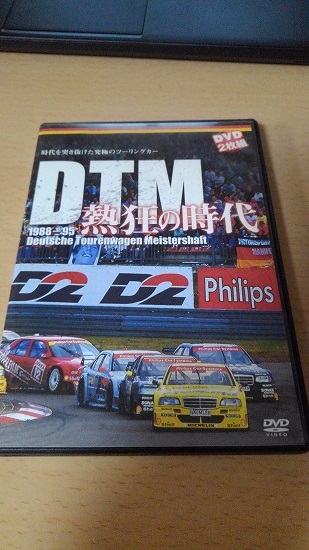 時代を突き抜けた究極のツーリングカー
DVD
2枚組
DTM
1988-95 熱狂の時代
Deutsche Tourenwagen Meistershaft
D2 D2 Philips
MICHELIN
DVD
VIDEO